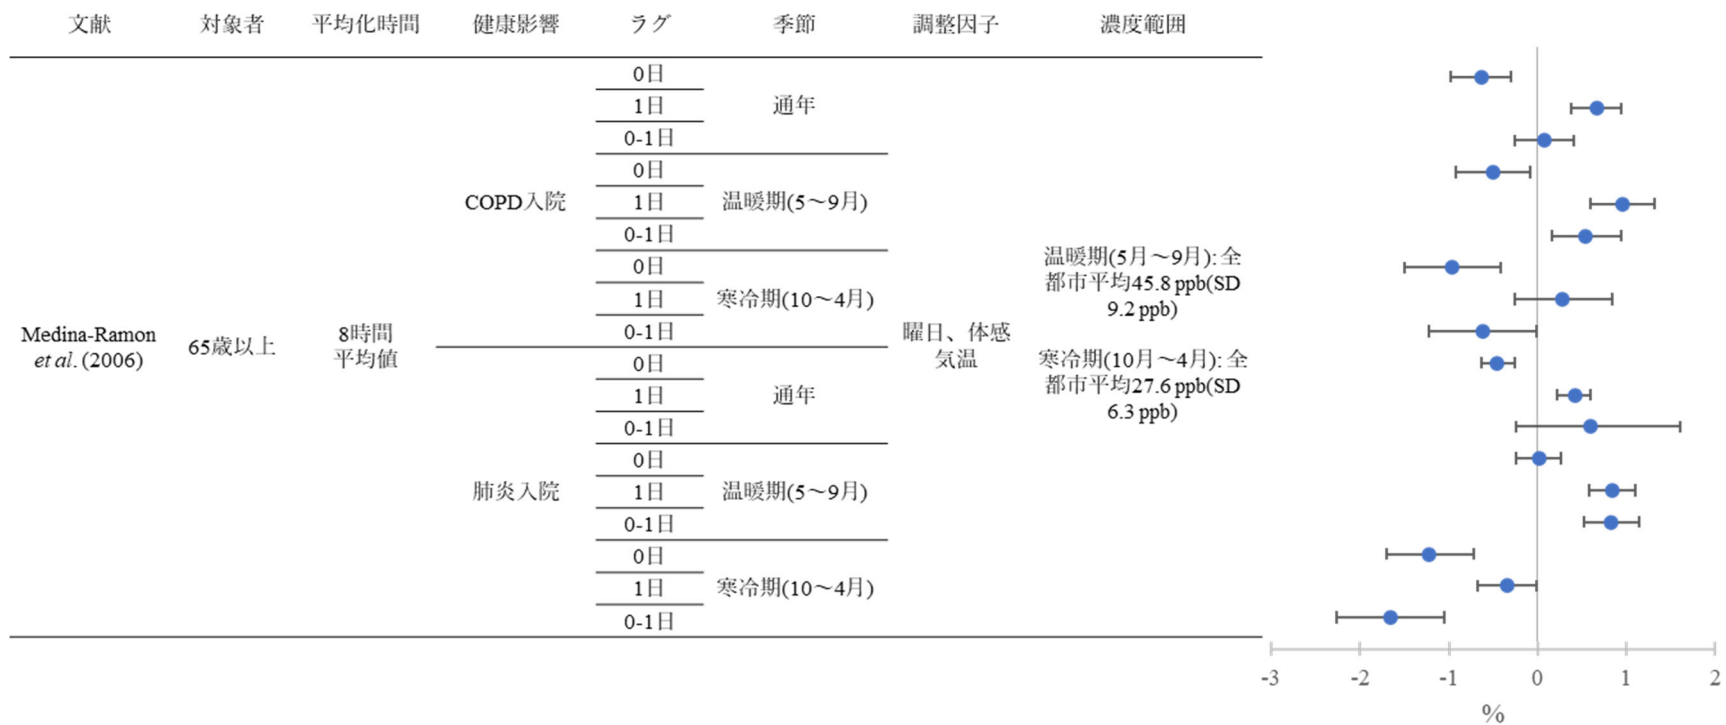 文献 対象者 平均化時間 健康影響 ラグ 季節 調整因子 濃度範囲
0日
1日
通年
0-1日
0日
COPD入院
1日
温暖期(5～9月)
0-1日
0日
1日
寒冷期(10～4月)
0-1日
Medina-Ramon
et al. (2006)
65歳以上
8時間
平均値
曜日、体感
気温
温暖期(5月～9月): 全
都市平均45.8 ppb(SD
9.2 ppb)
寒冷期(10月～4月): 全
都市平均27.6 ppb(SD
6.3 ppb)
0日
1日
通年
0-1日
0日
肺炎入院
1日
温暖期(5～9月)
0-1日
0日
1日
寒冷期(10～4月)
0-1日
-3 -2 -1 0 1 2
%